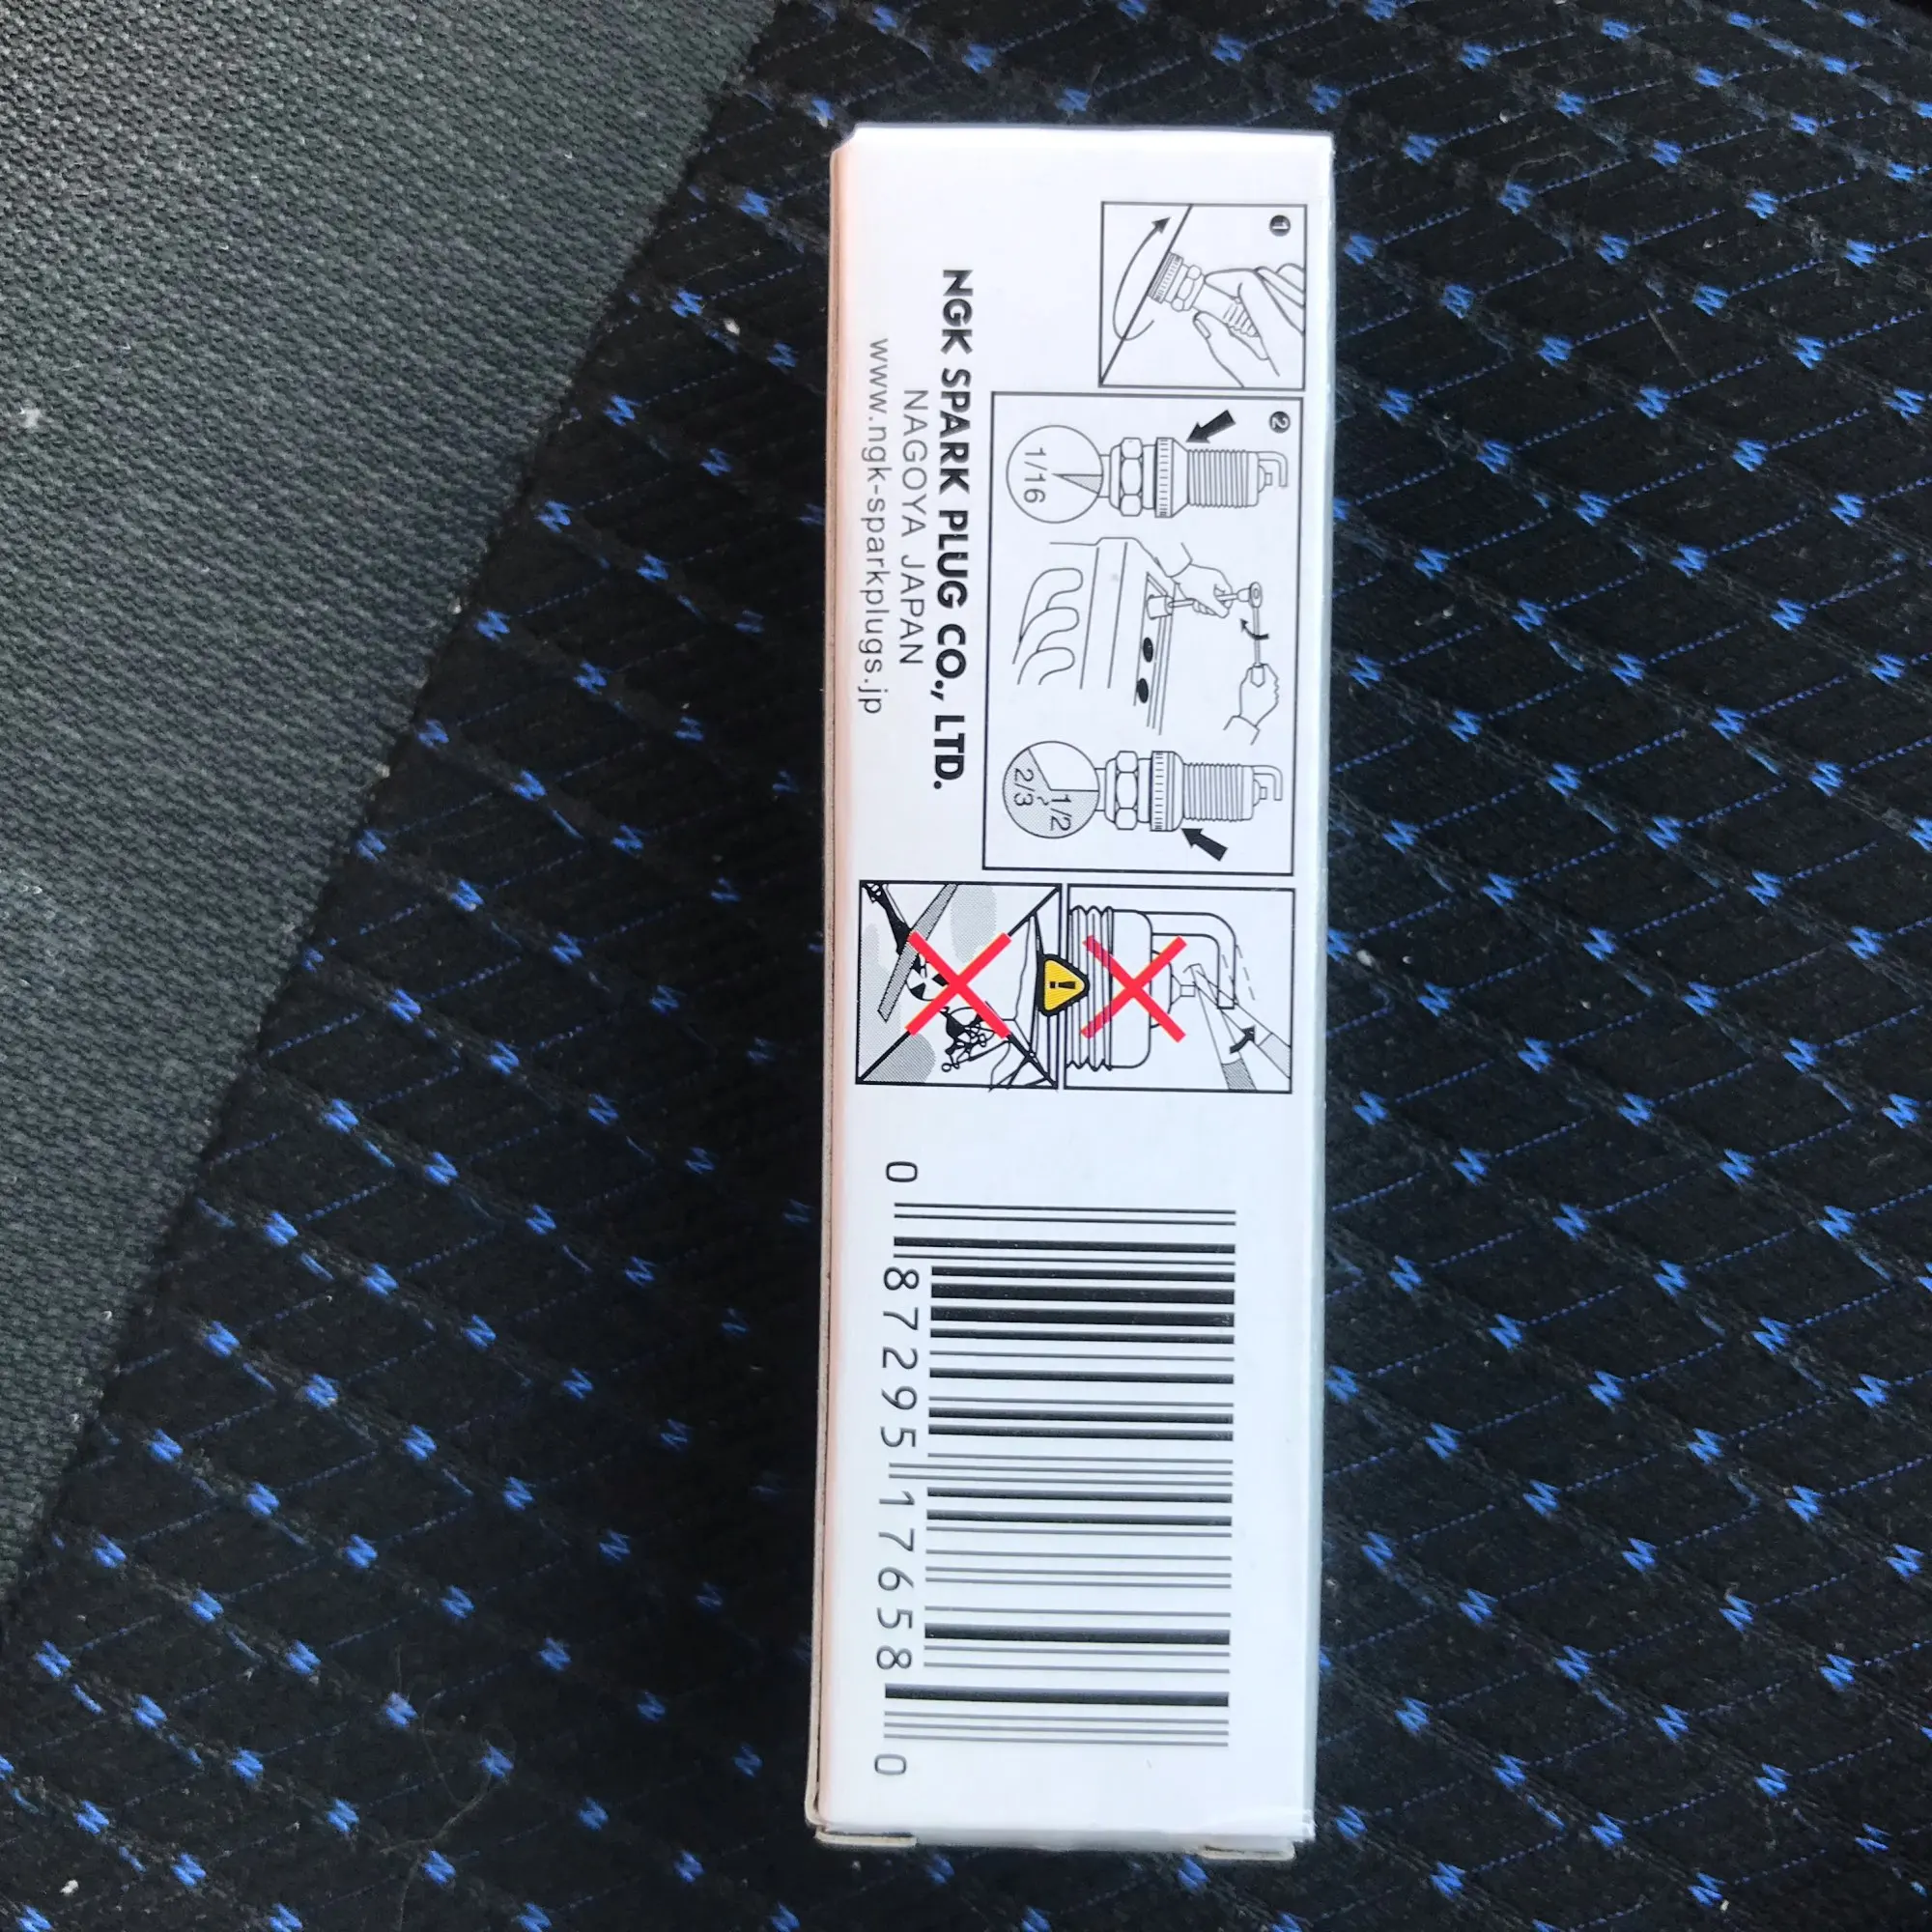 1
2
1/16
1/2
~
2/3
NGK SPARK PLUG CO., LTD.
NAGOYA JAPAN
www.ngk-sparkplugs.jp
!
0 87295 17658 0